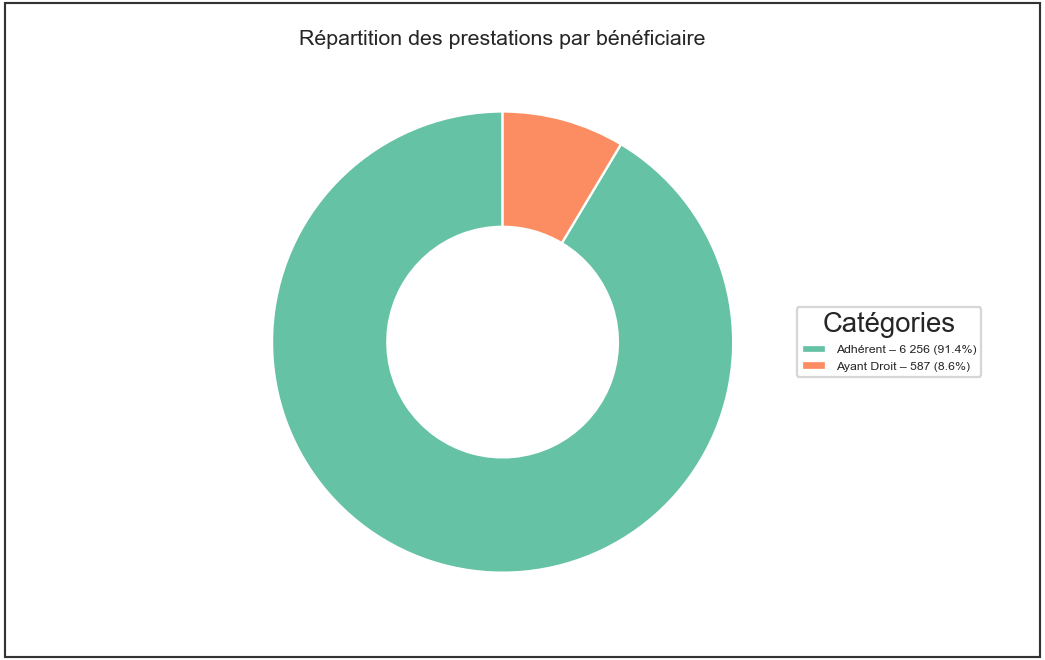 Répartition des prestations par bénéficiaire
Catégories
Adhérent – 6 256 (91.4%)
Ayant Droit – 587 (8.6%)